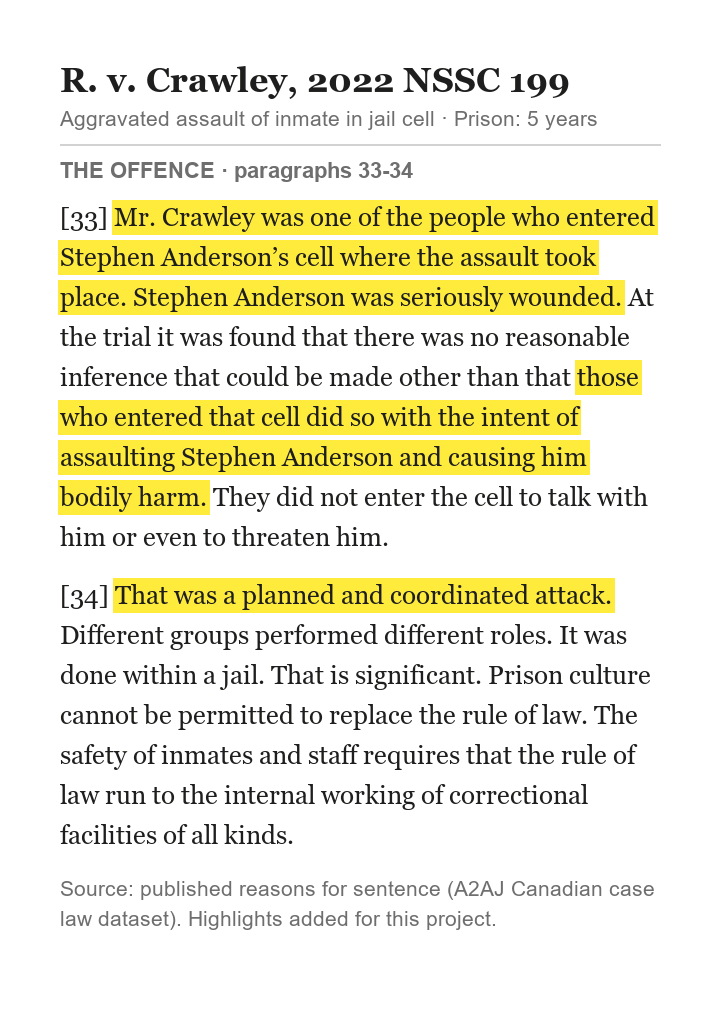 R. v. Crawley, 2022 NSSC 199
Aggravated assault of inmate in jail cell · Prison: 5 years
THE OFFENCE · paragraphs 33-34
[33] Mr. Crawley was one of the people who entered
Stephen Anderson’s cell where the assault took
place. Stephen Anderson was seriously wounded. At
the trial it was found that there was no reasonable
inference that could be made other than that those
who entered that cell did so with the intent of
assaulting Stephen Anderson and causing him
bodily harm. They did not enter the cell to talk with
him or even to threaten him.
[34] That was a planned and coordinated attack.
Different groups performed different roles. It was
done within a jail. That is significant. Prison culture
cannot be permitted to replace the rule of law. The
safety of inmates and staff requires that the rule of
law run to the internal working of correctional
facilities of all kinds.
Source: published reasons for sentence (A2AJ Canadian case
law dataset). Highlights added for this project.